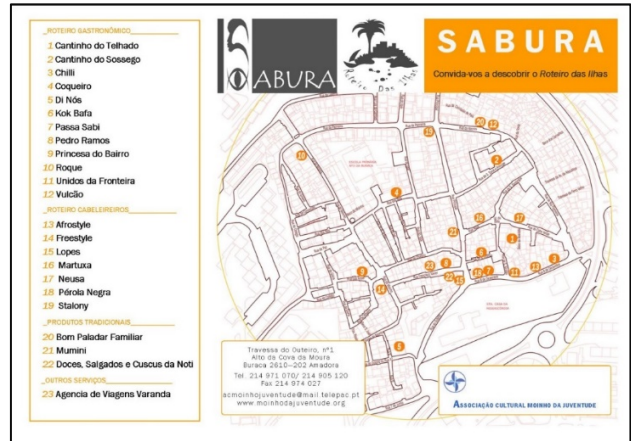 _ROTEIRO GASTRONÓMICO
1 Cantinho do Telhado
2 Cantinho do Sossego
3 Chilli
4 Coqueiro
5 Di Nós
6 Kok Bafa
7 Passa Sabi
8 Pedro Ramos
9 Princesa do Bairro
10 Roque
11 Unidos da Fronteira
12 Vulcão
_ROTEIRO CABELEIREIROS
13 Afrostyle
14 Freestyle
15 Lopes
16 Martuxa
17 Neusa
18 Pérola Negra
19 Stalony
_PRODUTOS TRADICIONAIS
20 Bom Paladar Familiar
21 Mumini
22 Doces, Salgados e Cuscus da Noti
_OUTROS SERVIÇOS
23 Agencia de Viagens Varanda
SABURA
Roteiro Das Ilhas
SABURA
Convida-vos a descobrir o Roteiro das Ilhas
Travessa do Outeiro, nº1
Alto da Cova da Moura
Buraca 2610-202 Amadora
Tel. 214 971 070/ 214 905 120
Fax 214 974 027
acmoinhojuventude@mail.telepac.pt
www.moinhodajuventude.org
ASSOCIAÇÃO CULTURAL MOINHO DA JUVENTUDE